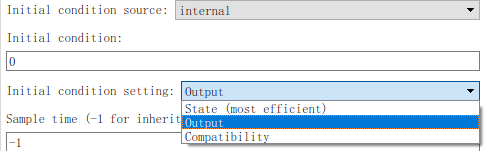 Initial condition source: internal
Initial condition:
0
Initial condition setting: Output
State (most efficient)
Sample time (-1 for inherit
Output
Compatibility
-1